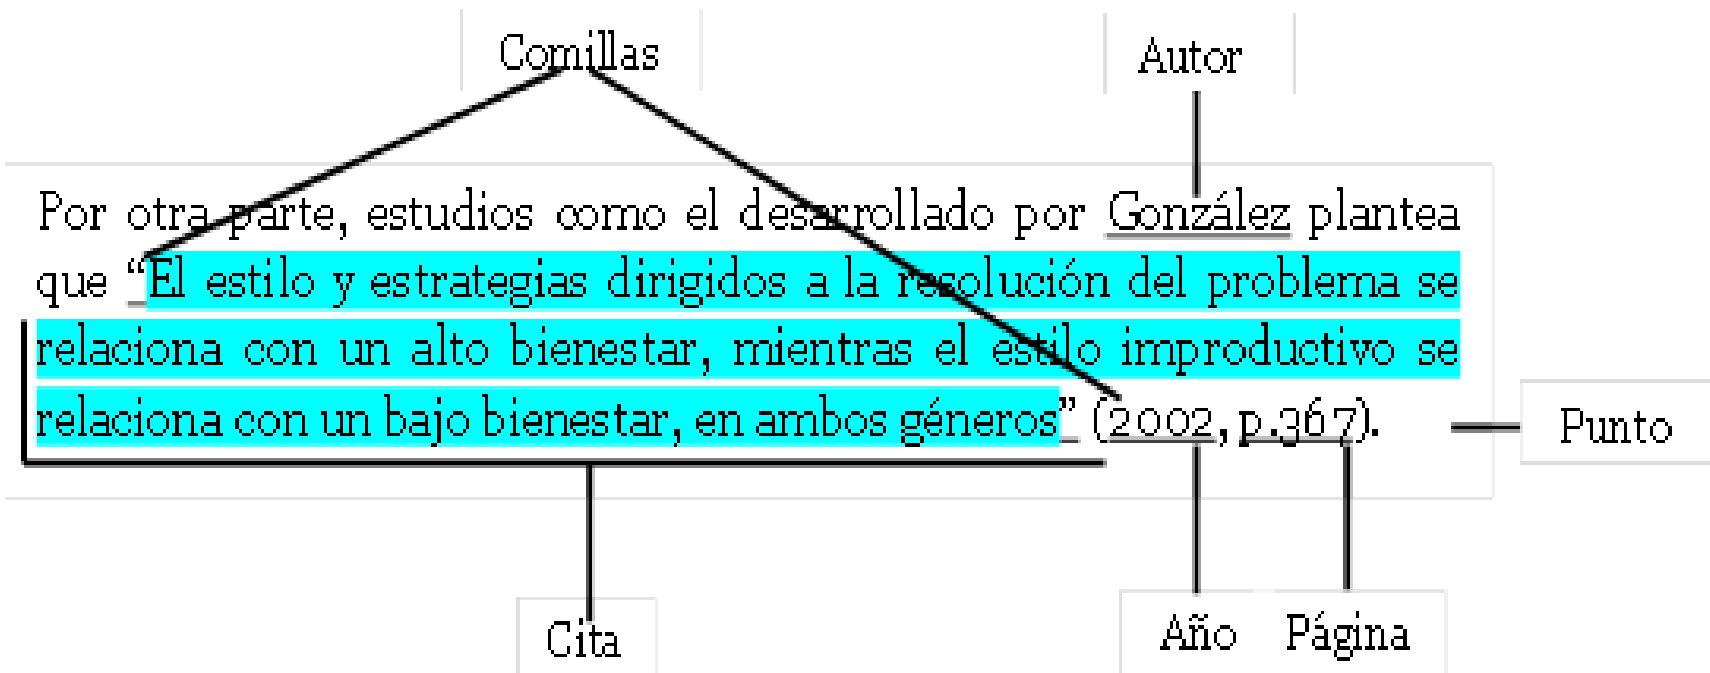 Comillas
Autor
Por otra parte, estudios como el desarrollado por González plantea
que “El estilo y estrategias dirigidos a la resolución del problema se
relaciona con un alto bienestar, mientras el estilo improductivo se
relaciona con un bajo bienestar, en ambos géneros” (2002, p.367).
Punto
Cita
Año
Página